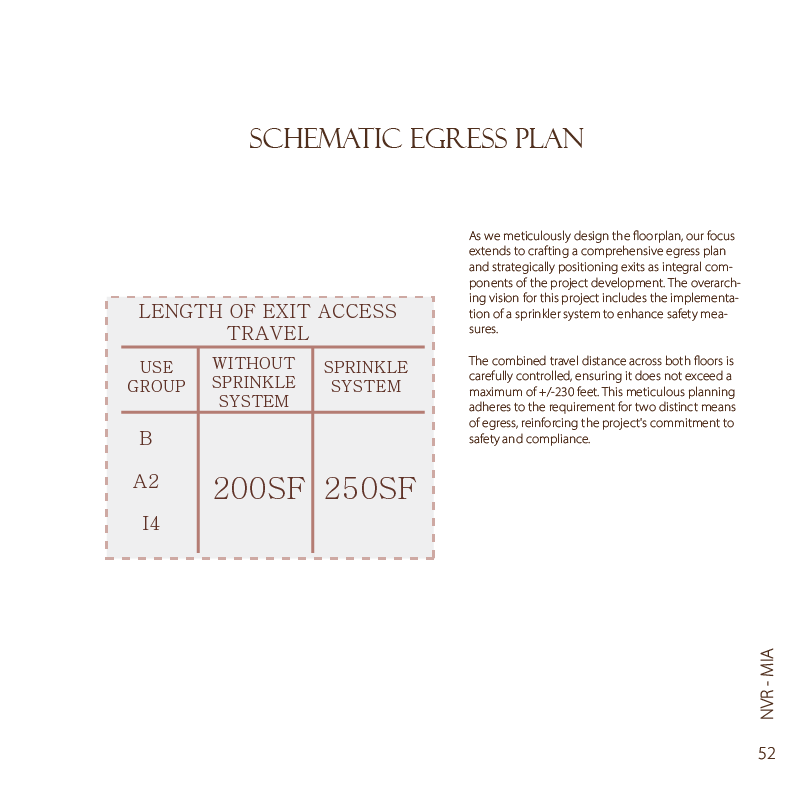 SCHEMATIC EGRESS PLAN
As we meticulously design the floorplan, our focus
extends to crafting a comprehensive egress plan
and strategically positioning exits as integral com-
ponents of the project development. The overarch-
ing vision for this project includes the implementa-
tion of a sprinkler system to enhance safety mea-
sures.
The combined travel distance across both floors is
carefully controlled, ensuring it does not exceed a
maximum of +/-230 feet. This meticulous planning
adheres to the requirement for two distinct means
of egress, reinforcing the project's commitment to
safety and compliance.
LENGTH OF EXIT ACCESS
TRAVEL
USE
GROUP
WITHOUT
SPRINKLE
SYSTEM
SPRINKLE
SYSTEM
B
A2
I4
200SF
250SF
NVR - MIA
52